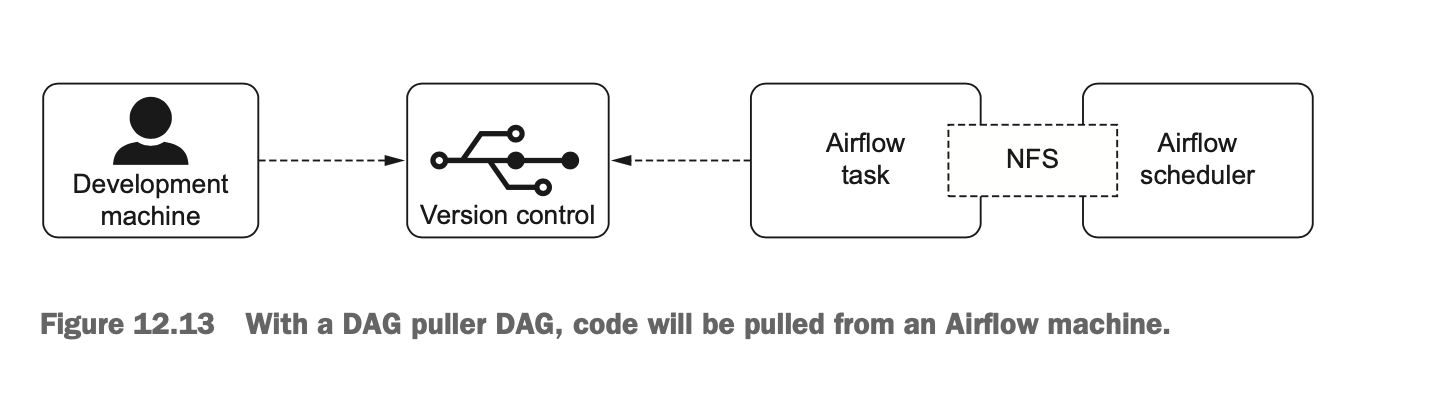 Development
machine
Version control
Airflow
task
NFS
Airflow
scheduler
Figure 12.13 With a DAG puller DAG, code will be pulled from an Airflow machine.